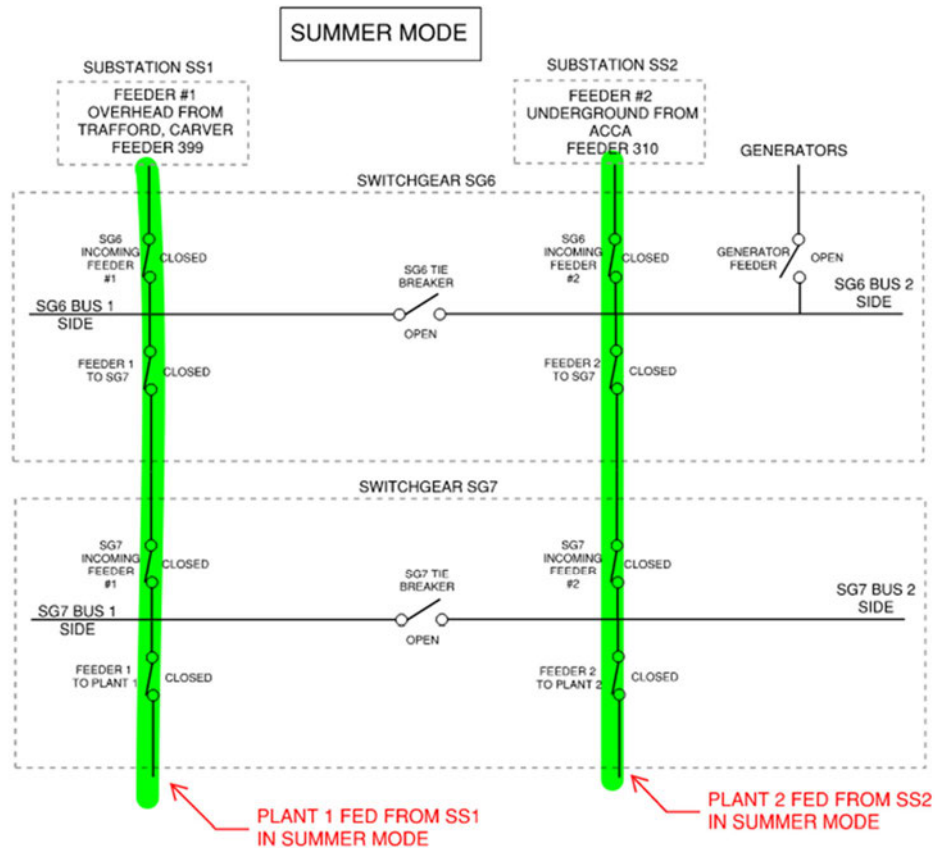 SUMMER MODE
SUBSTATION SS1
FEEDER #1
OVERHEAD FROM
TRAFFORD, CARVER
FEEDER 399
SUBSTATION SS2
FEEDER #2
UNDERGROUND FROM
ACCA
FEEDER 310
GENERATORS
SWITCHGEAR SG6
SG6
INCOMING
FEEDER
#1
CLOSED
SG6 TIE
BREAKER
OPEN
SG6
INCOMING
FEEDER
#2
CLOSED
GENERATOR
FEEDER
OPEN
SG6 BUS 1
SIDE
SG6 BUS 2
SIDE
FEEDER 1
TO SG7
CLOSED
FEEDER 2
TO SG7
CLOSED
SWITCHGEAR SG7
SG7
INCOMING
FEEDER
#1
CLOSED
SG7 TIE
BREAKER
OPEN
SG7
INCOMING
FEEDER
#2
CLOSED
SG7 BUS 1
SIDE
SG7 BUS 2
SIDE
FEEDER 1
TO PLANT 1
CLOSED
FEEDER 2
TO PLANT 2
CLOSED
PLANT 1 FED FROM SS1
IN SUMMER MODE
PLANT 2 FED FROM SS2
IN SUMMER MODE